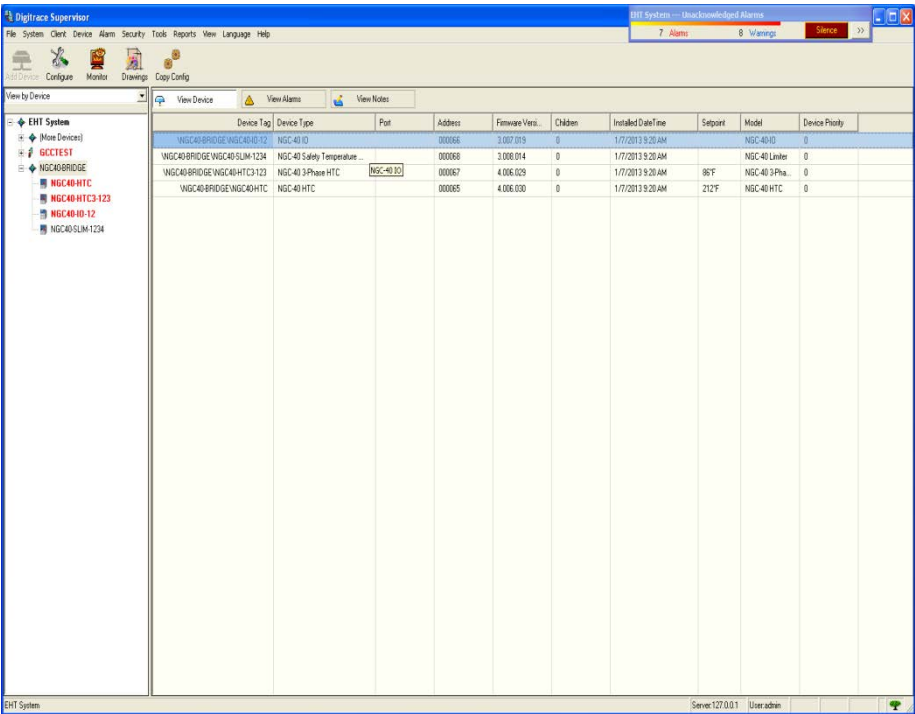 Digitrace Supervisor
EHT System --- Unacknowledged Alarms
File System Client Device Alarm Security Tools Reports View Language Help
7 Alarms 8 Warnings Silence >>
Add Device Configure Monitor Drawings Copy Config
View by Device
View Device View Alarms View Notes
EHT System
(More Devices)
GCCTEST
NGC40-BRIDGE
NGC40-HTC
NGC40-HTC3-123
NGC40-IO-12
NGC40-SLIM-1234
Device Tag Device Type Port Address Firmware Versi... Children Installed DateTime Setpoint Model Device Priority
\NGC40-BRIDGE\NGC40-IO-12 NGC-40 IO 000066 3.007.019 0 1/7/2013 9:20 AM NGC-40-IO 0
\NGC40-BRIDGE\NGC40-SLIM-1234 NGC-40 Safety Temperature ... 000068 3.008.014 0 1/7/2013 9:20 AM NGC-40 Limiter 0
\NGC40-BRIDGE\NGC40-HTC3-123 NGC-40 3-Phase HTC 000067 4.006.029 0 1/7/2013 9:20 AM 86°F NGC-40 3-Pha... 0
NGC-40 IO
\NGC40-BRIDGE\NGC40-HTC NGC-40 HTC 000065 4.006.030 0 1/7/2013 9:20 AM 212°F NGC-40 HTC 0
EHT System Server:127.0.0.1 User:admin